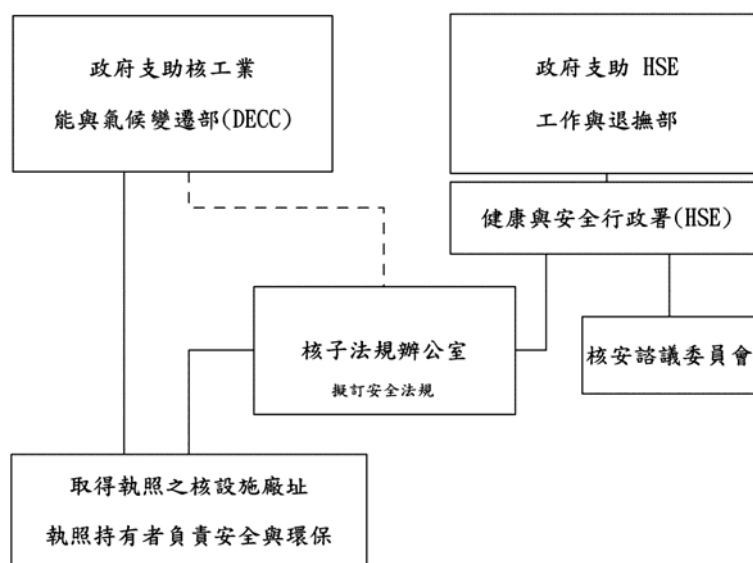 政府支助核工業
能與氣候變遷部(DECC)
政府支助 HSE
工作與退撫部
健康與安全行政署(HSE)
核子法規辦公室
擬訂安全法規
核安諮議委員會
取得執照之核設施廠址
執照持有者負責安全與環保